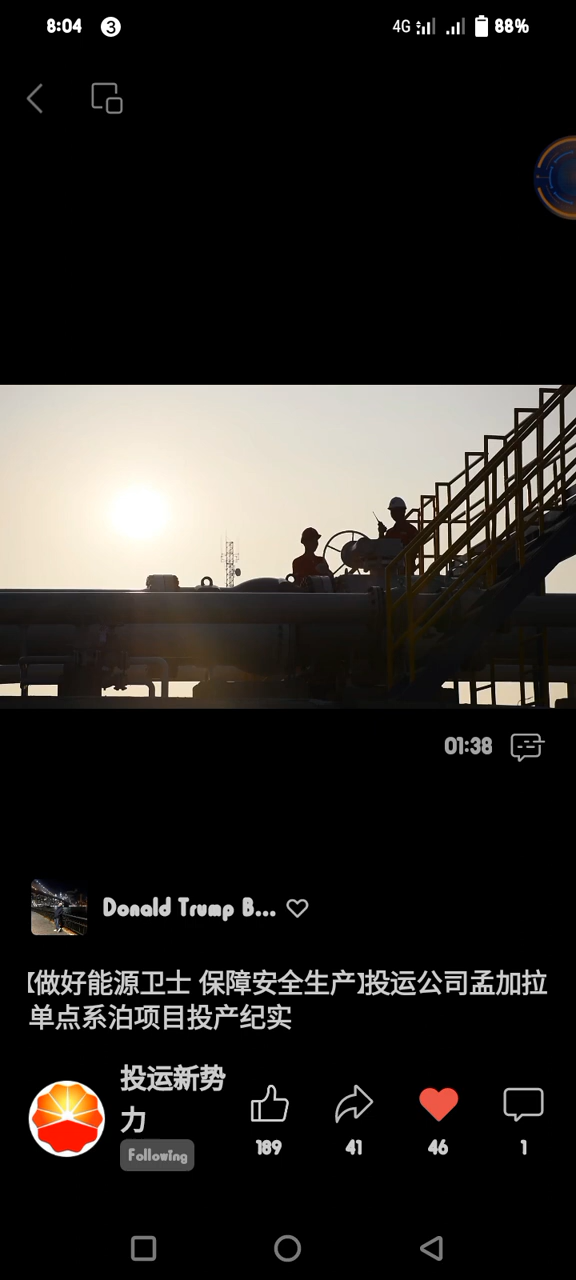 8:04
3
4G
88%
01:38
Donald Trump B...
【做好能源卫士 保障安全生产】投运公司孟加拉
单点系泊项目投产纪实
投运新势
力
Following
189
41
46
1